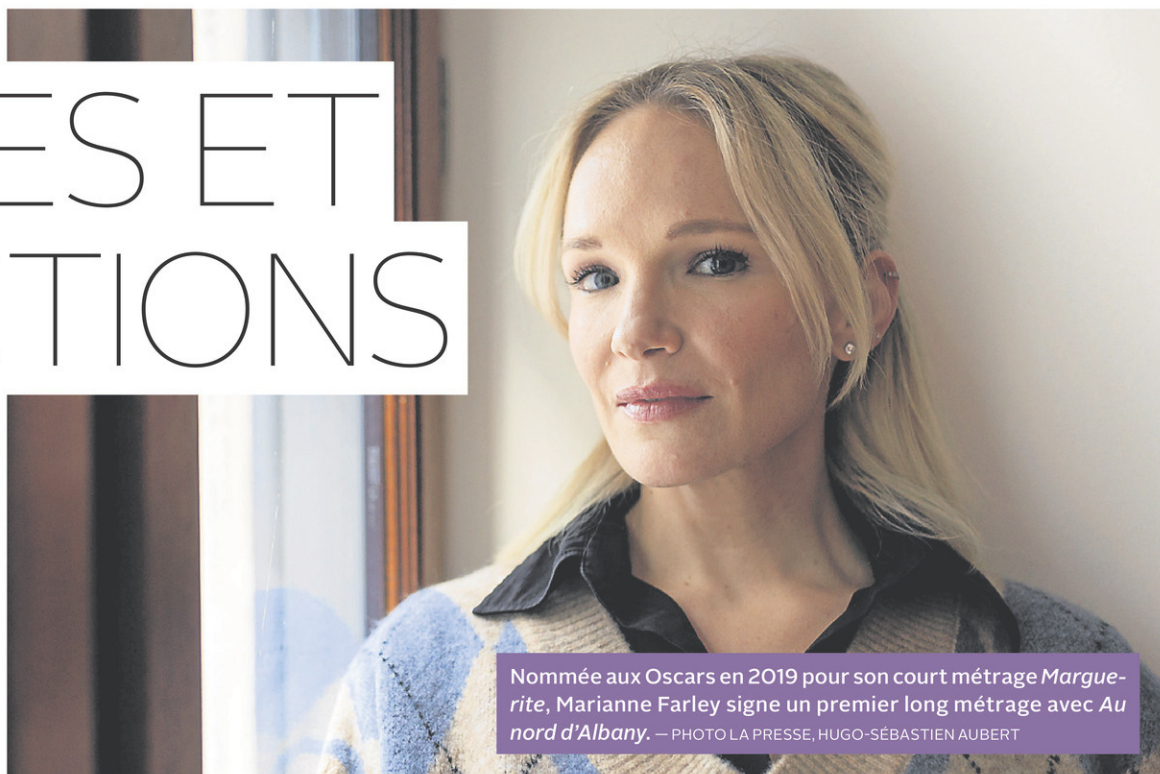 ES ET
TIONS
Nommée aux Oscars en 2019 pour son court métrage Margue-
rite, Marianne Farley signe un premier long métrage avec Au
nord d’Albany. — PHOTO LA PRESSE, HUGO-SÉBASTIEN AUBERT